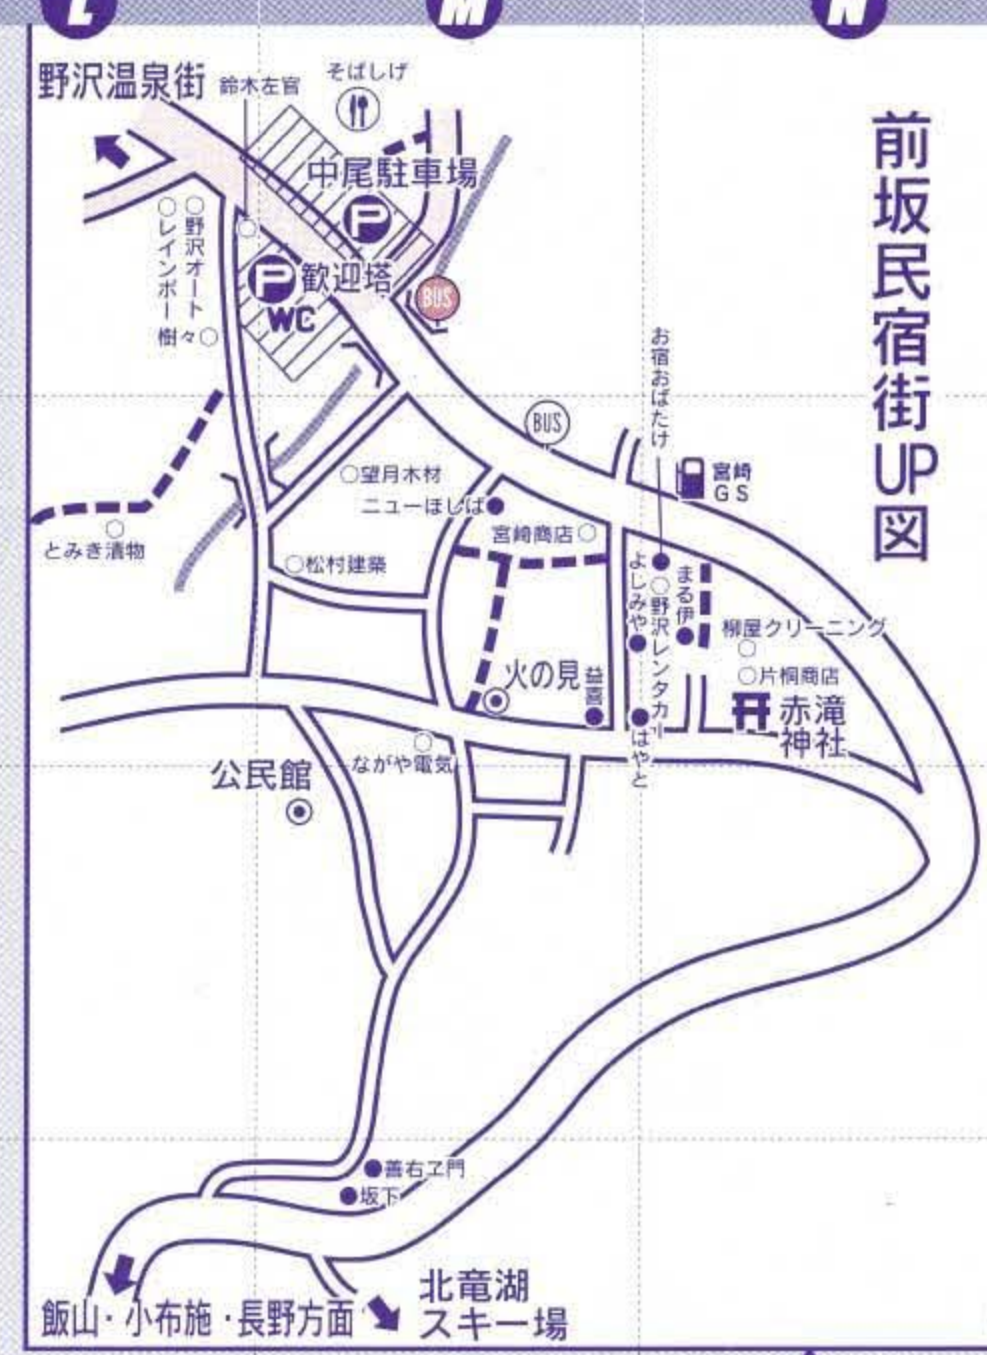 L
M
N
前坂民宿街UP図
野沢温泉街
鈴木左官
そばしげ
中尾駐車場
P
P
歓迎塔
WC
BUS
○野沢オート
○レインボー
樹々○
BUS
お宿おばたけ
宮崎
GS
○望月木材
ニューほしば
宮崎商店○
とみき漬物
○松村建築
よしみや
○野沢レンタカー
まる伊
柳屋クリーニング
○片桐商店
火の見
益喜
赤滝
神社
はやと
ながや電気
公民館
善右ヱ門
坂下
北竜湖
スキー場
飯山・小布施・長野方面